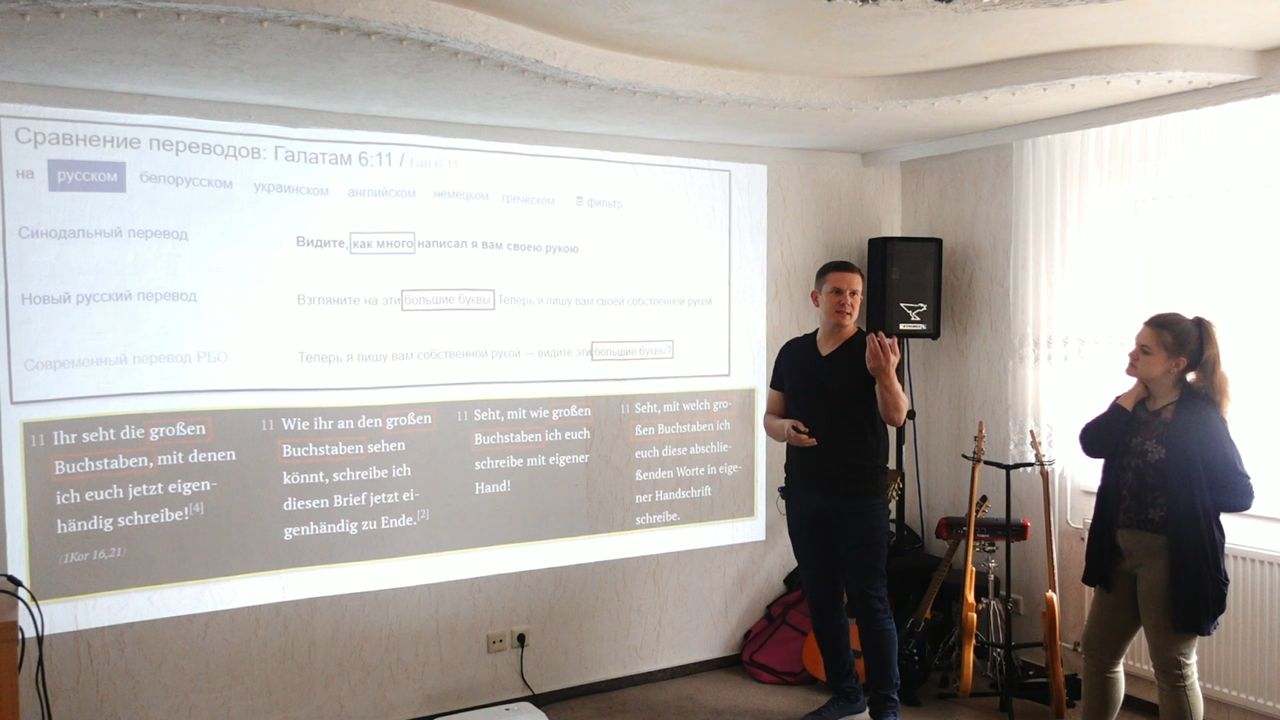 Сравнение переводов: Галатам 6:11 / Гал 6:11
на русском белорусском украинском английском немецком греческом фильтр
Синодальный перевод
Видите, как много написал я вам своею рукою.
Новый русский перевод
Взгляните на эти большие буквы. Теперь я пишу вам своей собственной рукой.
Современный перевод РБО
Теперь я пишу вам собственной рукой — видите эти большие буквы?
11 Ihr seht die großen
Buchstaben, mit denen
ich euch jetzt eigen-
händig schreibe![4]
(1Kor 16,21)
11 Wie ihr an den großen
Buchstaben sehen
könnt, schreibe ich
diesen Brief jetzt ei-
genhändig zu Ende.[2]
11 Seht, mit wie großen
Buchstaben ich euch
schreibe mit eigener
Hand!
11 Seht, mit welch gro-
ßen Buchstaben ich
euch diese abschlie-
ßenden Worte in eige-
ner Handschrift
schreibe.